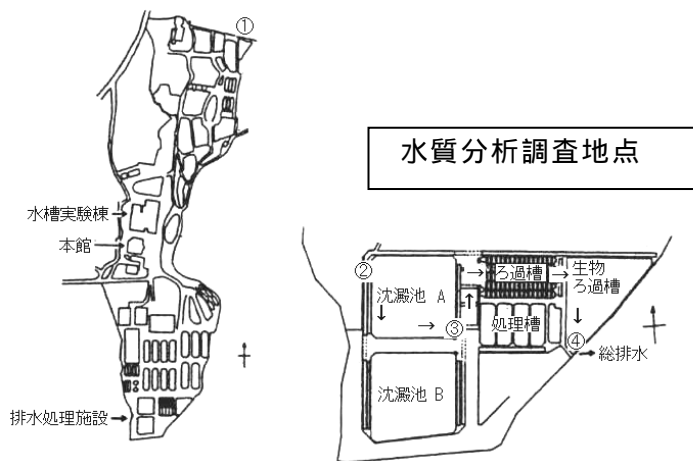 ①
水質分析調査地点
水槽実験棟
本館
排水処理施設
②
沈澱池 A
ろ過槽
生物
ろ過槽
③
処理槽
④
総排水
沈澱池 B